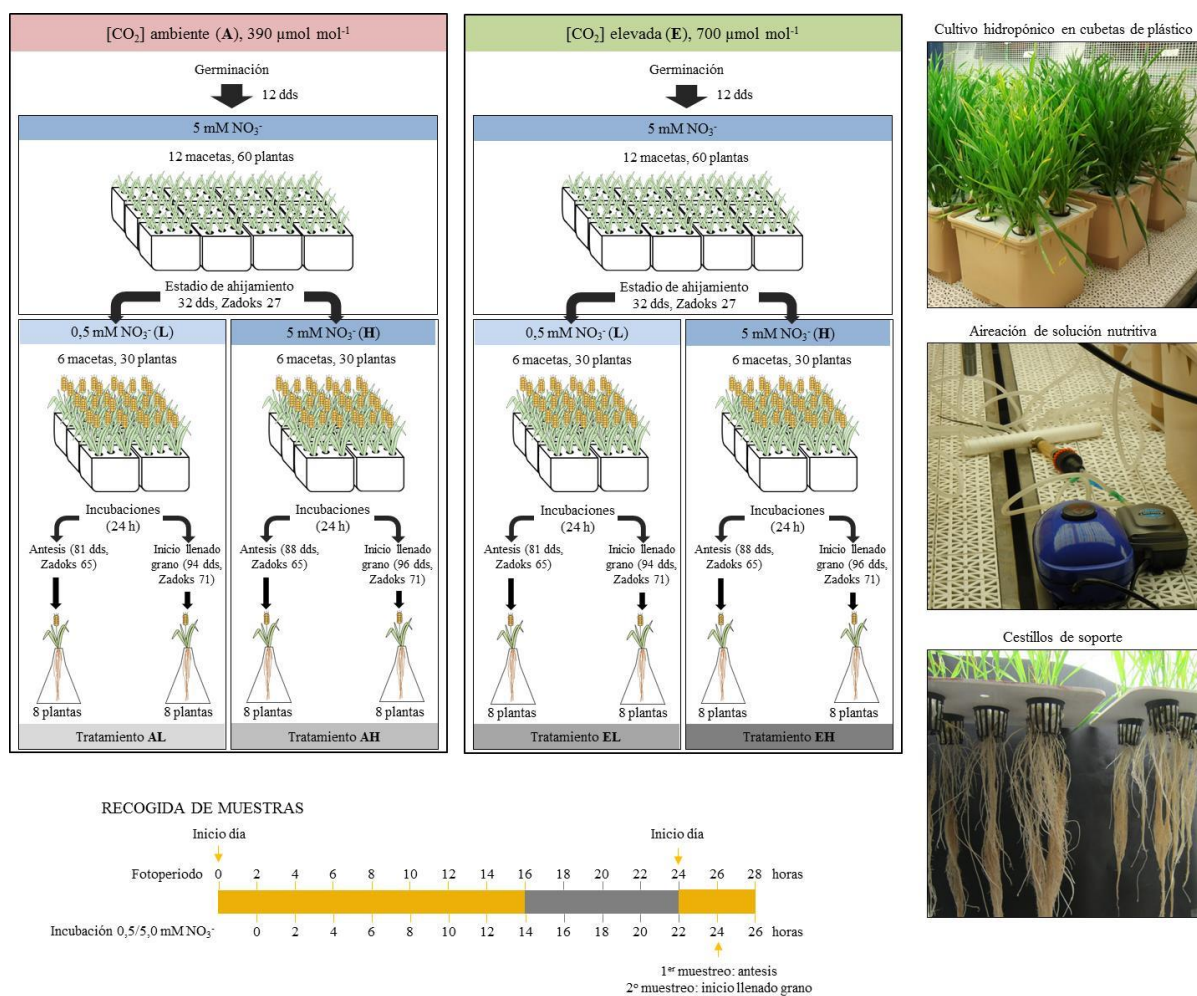 [CO₂] ambiente (A), 390 µmol mol⁻¹
Germinación
12 dds
5 mM NO₃⁻
12 macetas, 60 plantas
Estadio de ahijamiento
32 dds, Zadoks 27
0,5 mM NO₃⁻ (L)
6 macetas, 30 plantas
Incubaciones
(24 h)
Antesis (81 dds,
Zadoks 65)
Inicio llenado
grano (94 dds,
Zadoks 71)
8 plantas
8 plantas
Tratamiento AL
5 mM NO₃⁻ (H)
6 macetas, 30 plantas
Incubaciones
(24 h)
Antesis (88 dds,
Zadoks 65)
Inicio llenado
grano (96 dds,
Zadoks 71)
8 plantas
8 plantas
Tratamiento AH
[CO₂] elevada (E), 700 µmol mol⁻¹
Germinación
12 dds
5 mM NO₃⁻
12 macetas, 60 plantas
Estadio de ahijamiento
32 dds, Zadoks 27
0,5 mM NO₃⁻ (L)
6 macetas, 30 plantas
Incubaciones
(24 h)
Antesis (81 dds,
Zadoks 65)
Inicio llenado
grano (94 dds,
Zadoks 71)
8 plantas
8 plantas
Tratamiento EL
5 mM NO₃⁻ (H)
6 macetas, 30 plantas
Incubaciones
(24 h)
Antesis (88 dds,
Zadoks 65)
Inicio llenado
grano (96 dds,
Zadoks 71)
8 plantas
8 plantas
Tratamiento EH
Cultivo hidropónico en cubetas de plástico
Aireación de solución nutritiva
Cestillos de soporte
RECOGIDA DE MUESTRAS
Inicio día
Inicio día
Fotoperiodo 0 2 4 6 8 10 12 14 16 18 20 22 24 26 28 horas
Incubación 0,5/5,0 mM NO₃⁻ 0 2 4 6 8 10 12 14 16 18 20 22 24 26 horas
1ᵉʳ muestreo: antesis
2º muestreo: inicio llenado grano